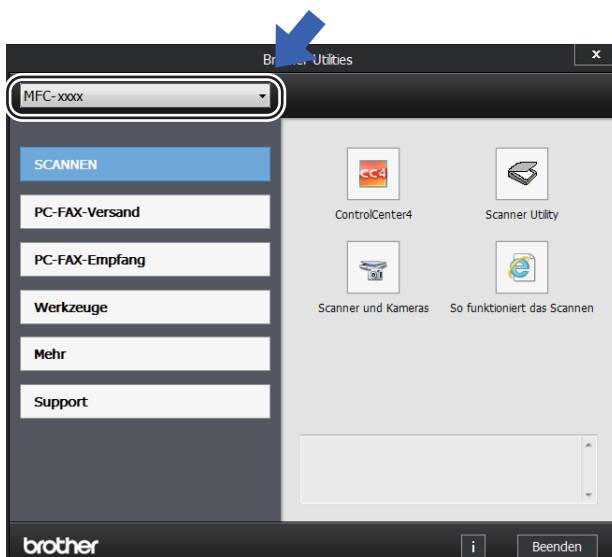 Brother Utilities
x
MFC-xxxx
SCANNEN
PC-FAX-Versand
PC-FAX-Empfang
Werkzeuge
Mehr
Support
CC4
ControlCenter4
Scanner Utility
Scanner und Kameras
So funktioniert das Scannen
brother
i
Beenden